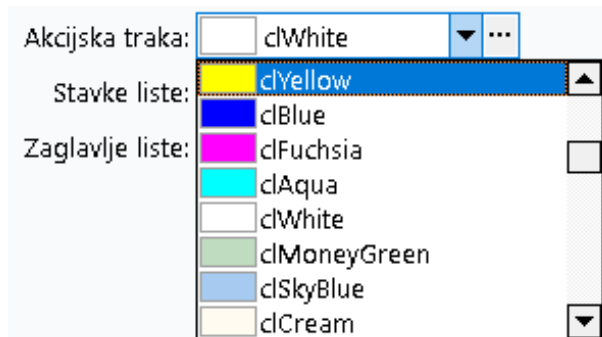 Akcijska traka: clWhite ...
Stavke liste: clYellow
clBlue
Zaglavlje liste: clFuchsia
clAqua
clWhite
clMoneyGreen
clSkyBlue
clCream